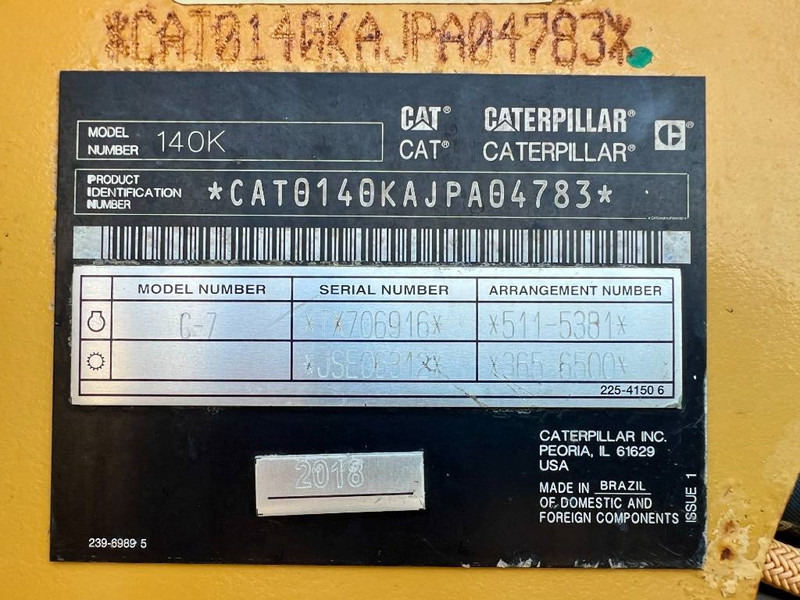 *CAT0140KAJPA04783*
MODEL NUMBER 140K
CAT® CATERPILLAR® ®
CAT® CATERPILLAR®
PRODUCT IDENTIFICATION NUMBER *CAT0140KAJPA04783*
MODEL NUMBER SERIAL NUMBER ARRANGEMENT NUMBER
C-7 *511-5381*
*365-6500*
225-4150 6
2018
CATERPILLAR INC.
PEORIA, IL 61629
USA
MADE IN BRAZIL
OF DOMESTIC AND
FOREIGN COMPONENTS
ISSUE 1
239-6989 5